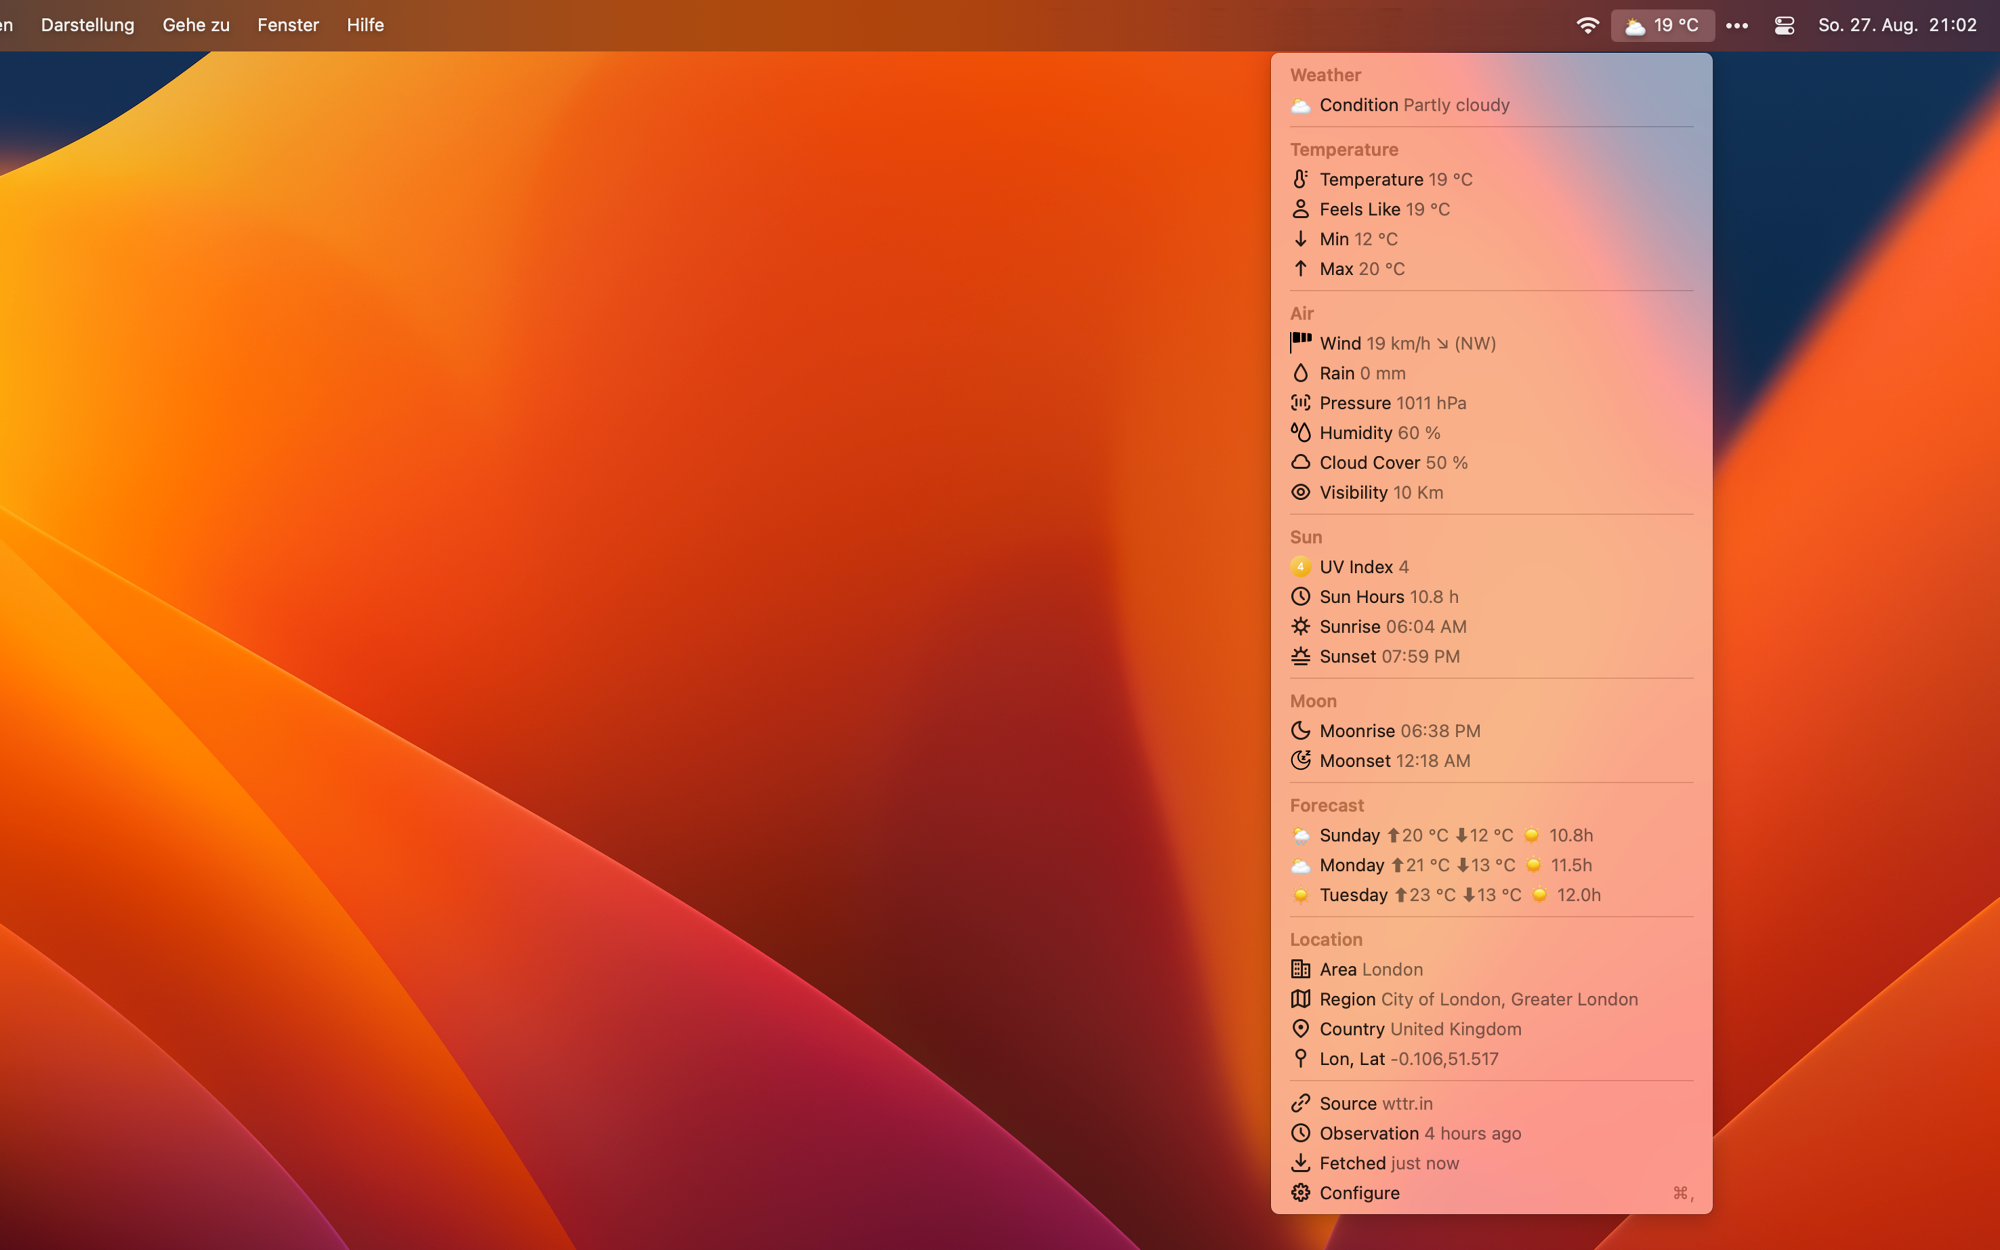 en Darstellung Gehe zu Fenster Hilfe 19 °C ••• So. 27. Aug. 21:02
Weather
Condition Partly cloudy
Temperature
Temperature 19 °C
Feels Like 19 °C
Min 12 °C
Max 20 °C
Air
Wind 19 km/h ↘ (NW)
Rain 0 mm
Pressure 1011 hPa
Humidity 60 %
Cloud Cover 50 %
Visibility 10 Km
Sun
4 UV Index 4
Sun Hours 10.8 h
Sunrise 06:04 AM
Sunset 07:59 PM
Moon
Moonrise 06:38 PM
Moonset 12:18 AM
Forecast
Sunday ⬆20 °C ⬇12 °C ☀️ 10.8h
Monday ⬆21 °C ⬇13 °C ☀️ 11.5h
Tuesday ⬆23 °C ⬇13 °C ☀️ 12.0h
Location
Area London
Region City of London, Greater London
Country United Kingdom
Lon, Lat -0.106,51.517
Source wttr.in
Observation 4 hours ago
Fetched just now
Configure ⌘,